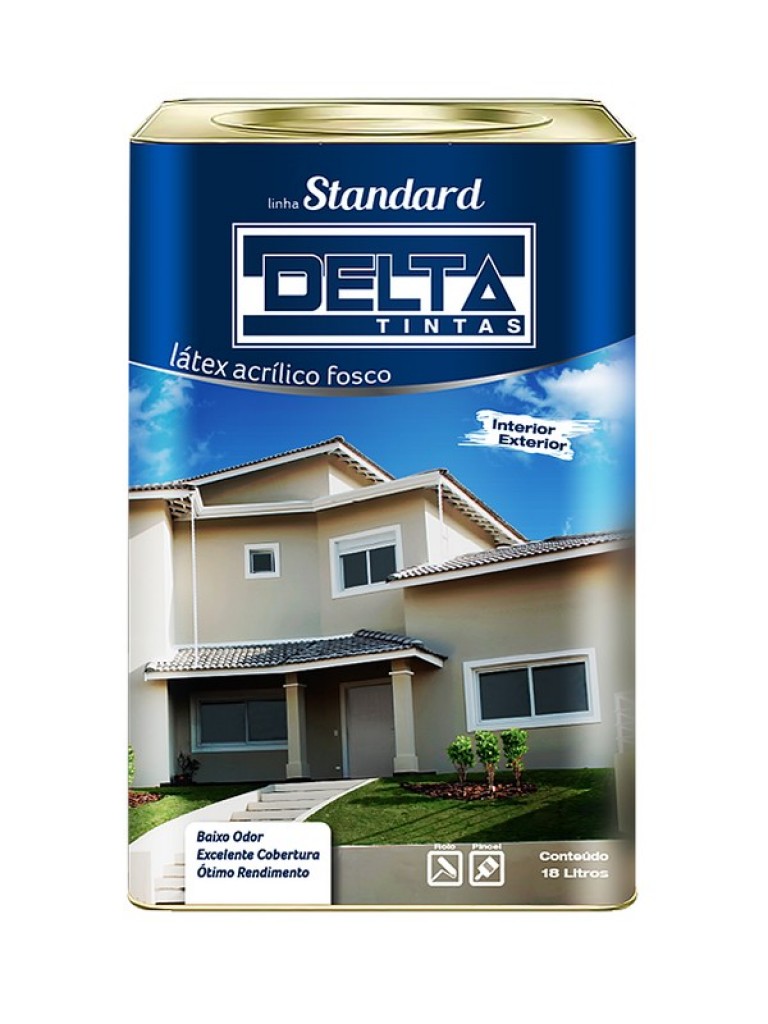 linha Standard
DELTA
TINTAS
látex acrílico fosco
Interior
Exterior
Baixo Odor
Excelente Cobertura
Ótimo Rendimento
Rolo Pincel
Conteúdo
18 Litros